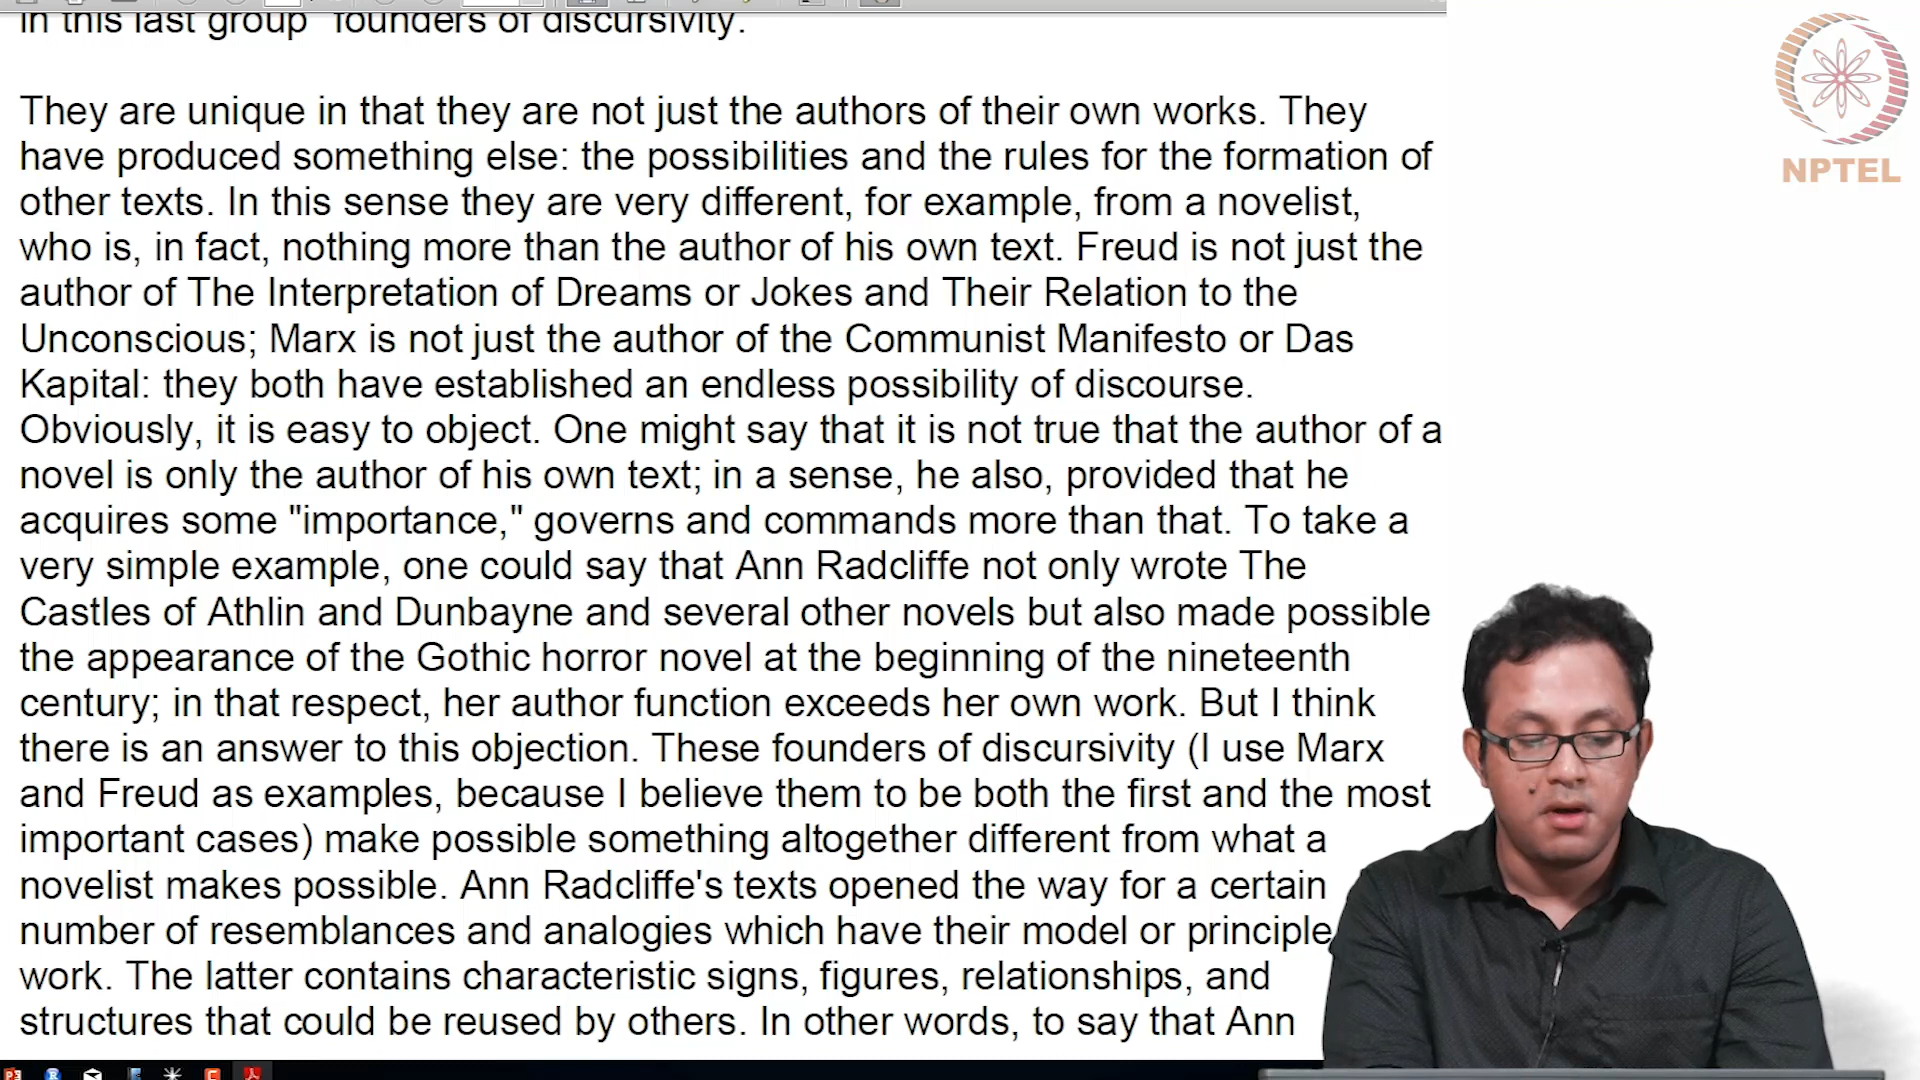 in this last group "founders of discursivity."
They are unique in that they are not just the authors of their own works. They
have produced something else: the possibilities and the rules for the formation of
other texts. In this sense they are very different, for example, from a novelist,
who is, in fact, nothing more than the author of his own text. Freud is not just the
author of The Interpretation of Dreams or Jokes and Their Relation to the
Unconscious; Marx is not just the author of the Communist Manifesto or Das
Kapital: they both have established an endless possibility of discourse.
Obviously, it is easy to object. One might say that it is not true that the author of a
novel is only the author of his own text; in a sense, he also, provided that he
acquires some "importance," governs and commands more than that. To take a
very simple example, one could say that Ann Radcliffe not only wrote The
Castles of Athlin and Dunbayne and several other novels but also made possible
the appearance of the Gothic horror novel at the beginning of the nineteenth
century; in that respect, her author function exceeds her own work. But I think
there is an answer to this objection. These founders of discursivity (I use Marx
and Freud as examples, because I believe them to be both the first and the most
important cases) make possible something altogether different from what a
novelist makes possible. Ann Radcliffe's texts opened the way for a certain
number of resemblances and analogies which have their model or principle
work. The latter contains characteristic signs, figures, relationships, and
structures that could be reused by others. In other words, to say that Ann
NPTEL